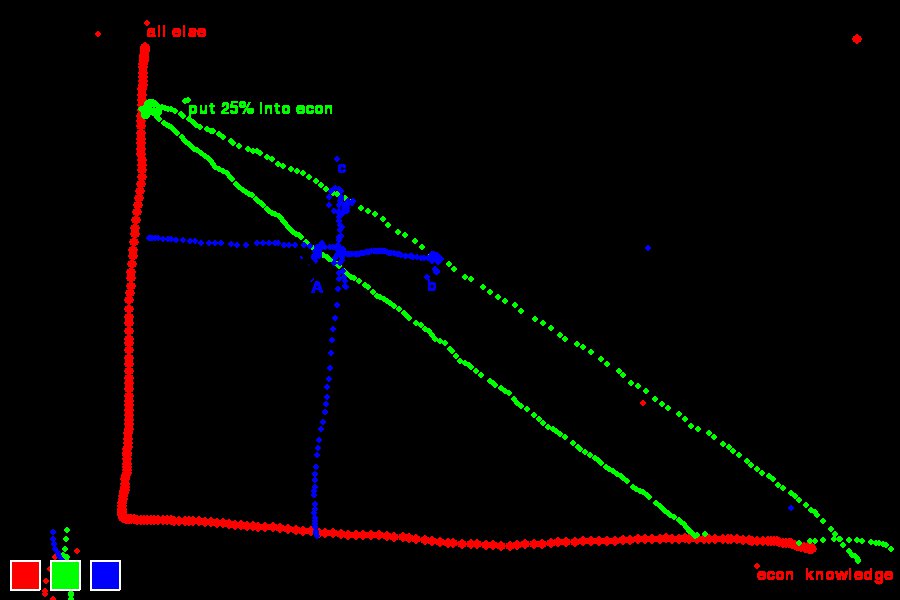 all else
put 25% into econ
c
A
b
econ knowledge